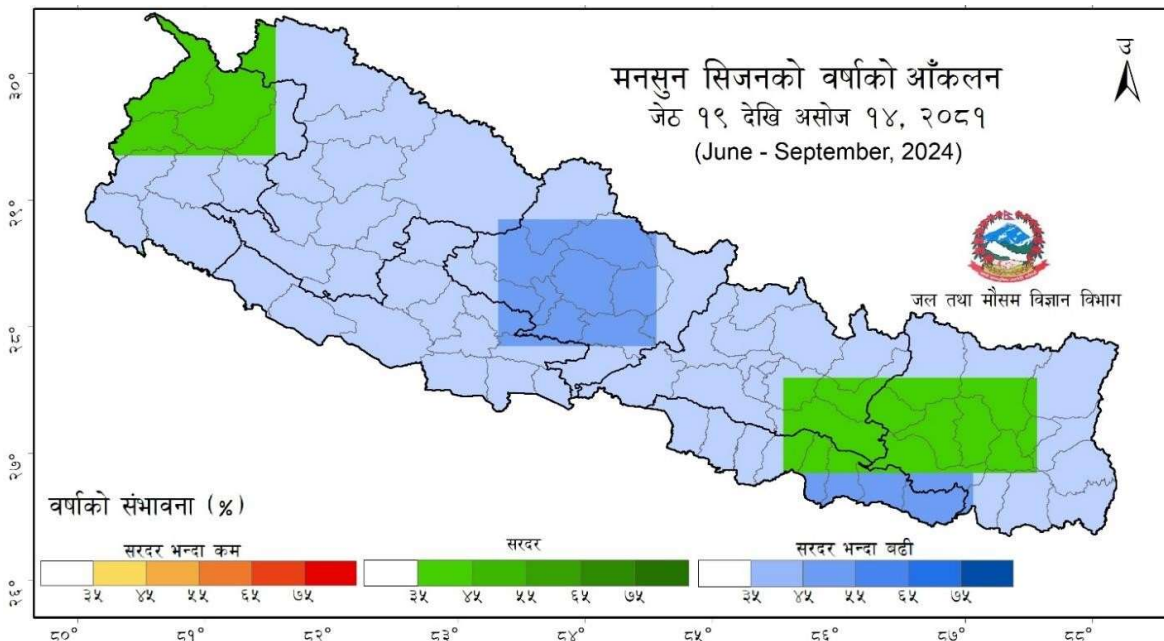 उ
मनसुन सिजनको वर्षाको आँकलन
जेठ १९ देखि असोज १४, २०८१
(June - September, 2024)
जल तथा मौसम विज्ञान विभाग
३०°
२९°
२८°
२७°
२६°
वर्षाको संभावना (%)
सरदर भन्दा कम
सरदर
सरदर भन्दा बढी
३५ ४५ ५५ ६५ ७५
३५ ४५ ५५ ६५ ७५
३५ ४५ ५५ ६५ ७५
८०° ८१° ८२° ८३° ८४° ८५° ८६° ८७° ८८°